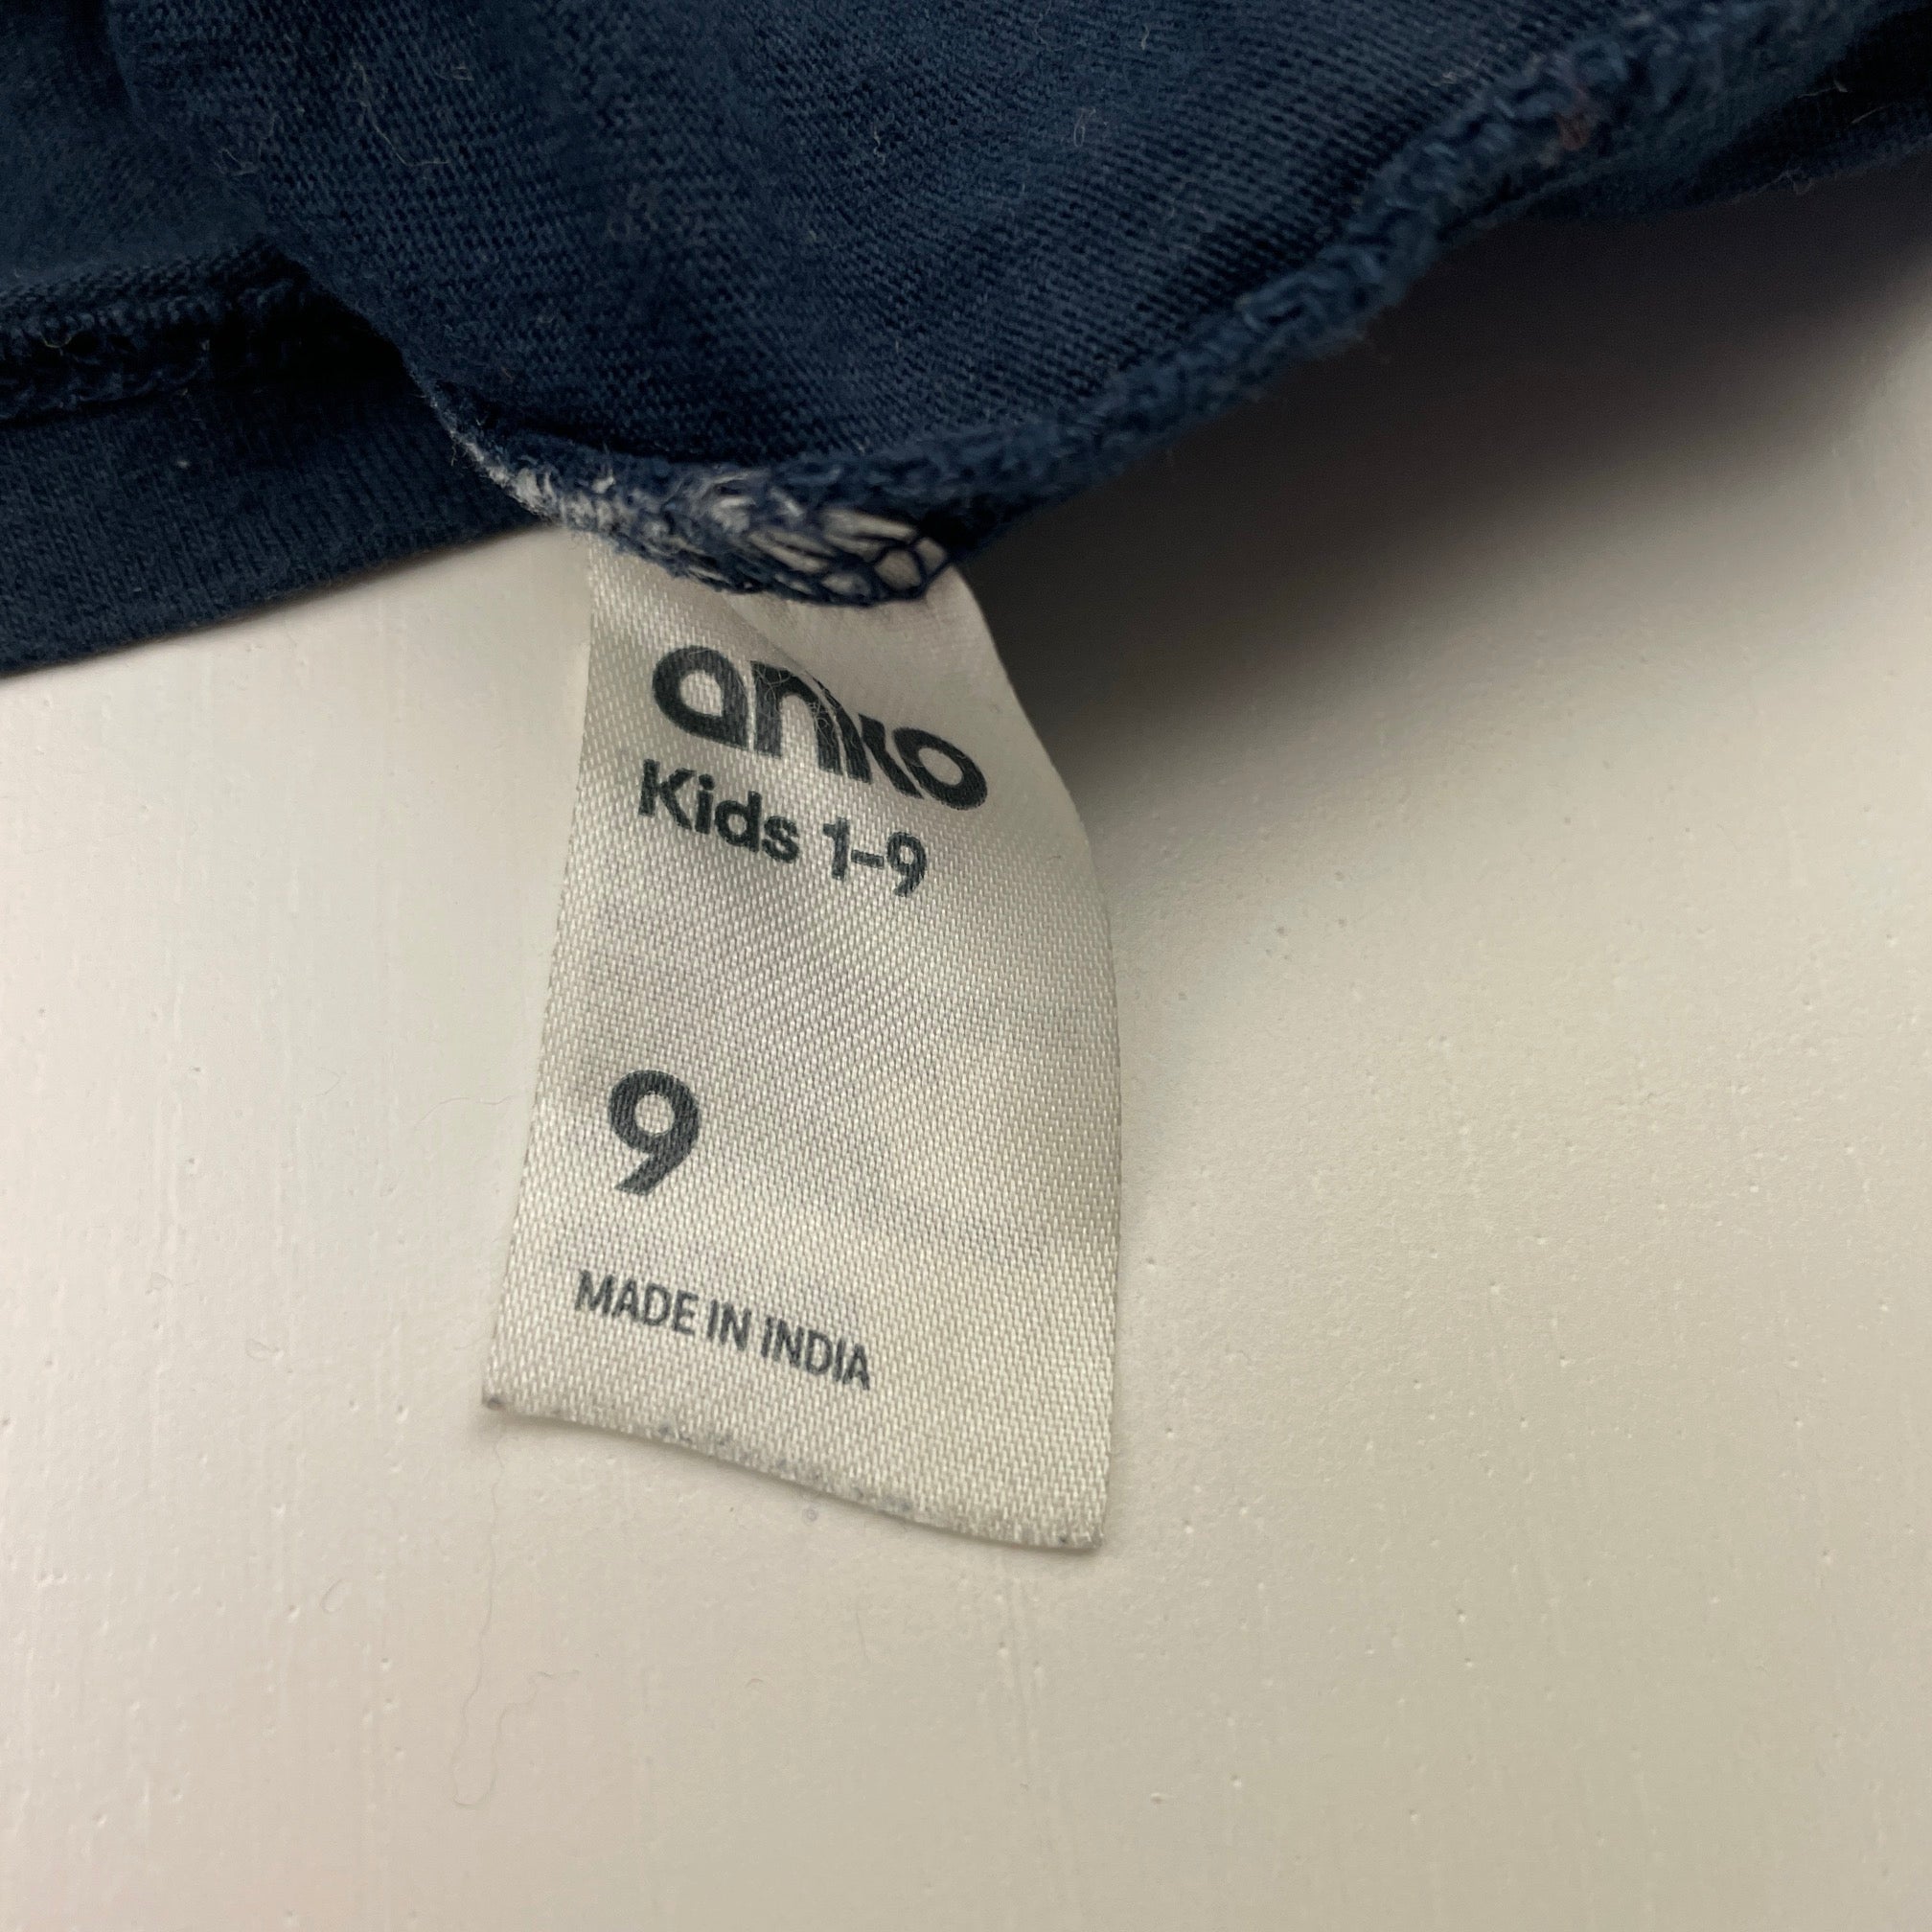 anko
Kids 1-9
9
MADE IN INDIA